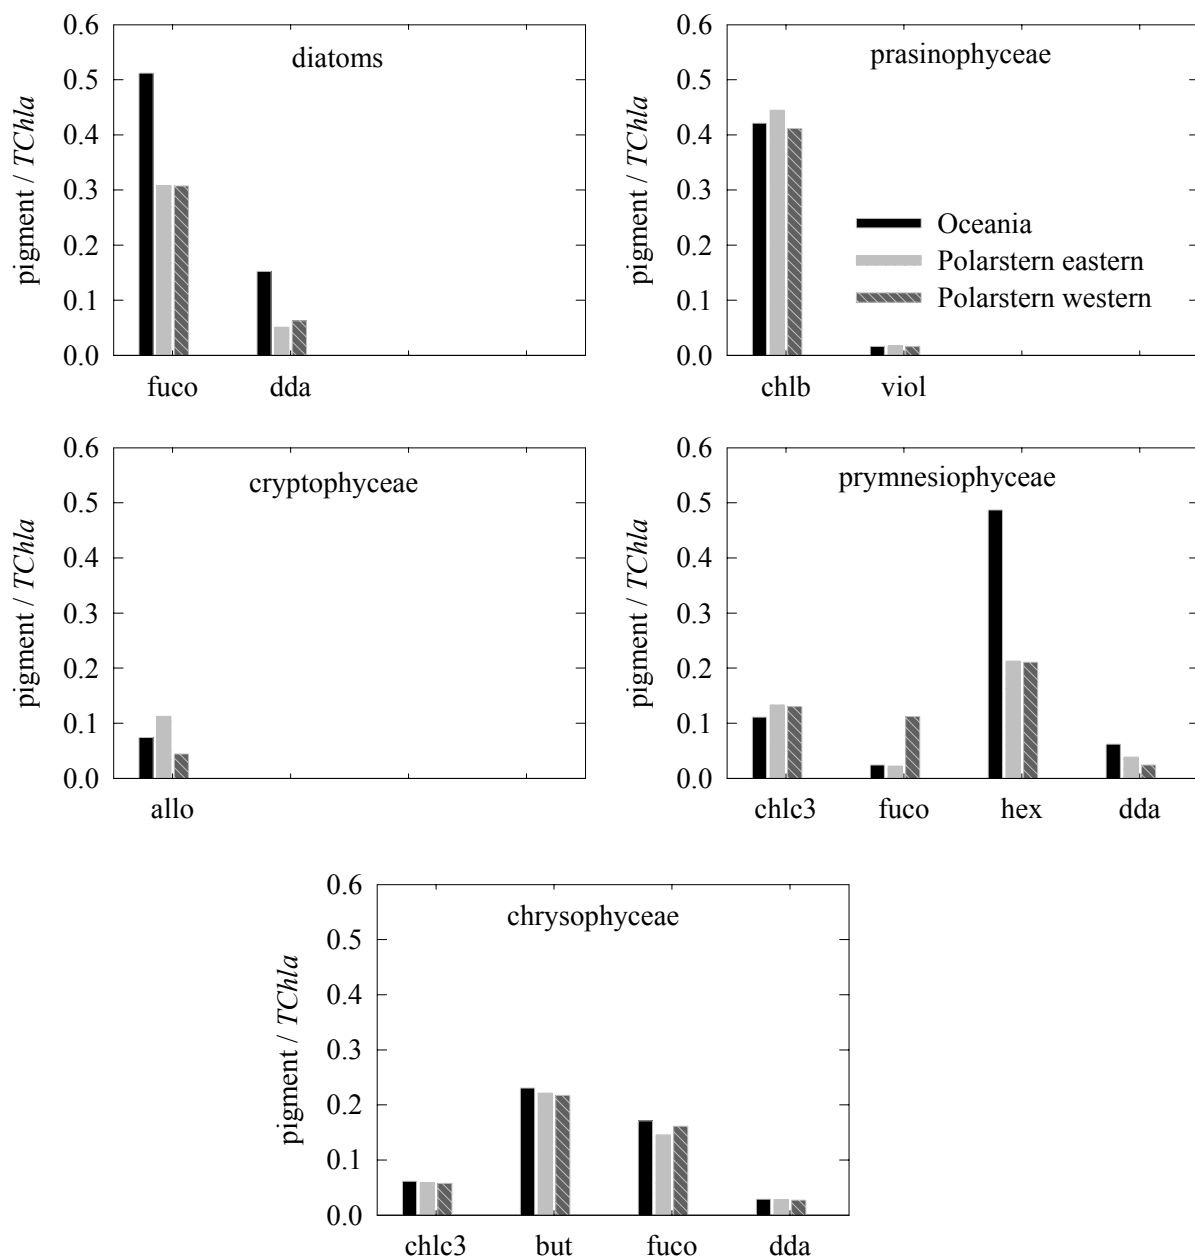 diatoms
pigment / TChla
0.6
0.5
0.4
0.3
0.2
0.1
0.0
fuco dda
prasinophyceae
pigment / TChla
0.6
0.5
0.4
0.3
0.2
0.1
0.0
Oceania
Polarstern eastern
Polarstern western
chlb viol
cryptophyceae
pigment / TChla
0.6
0.5
0.4
0.3
0.2
0.1
0.0
allo
prymnesiophyceae
pigment / TChla
0.6
0.5
0.4
0.3
0.2
0.1
0.0
chlc3 fuco hex dda
chrysophyceae
pigment / TChla
0.6
0.5
0.4
0.3
0.2
0.1
0.0
chlc3 but fuco dda